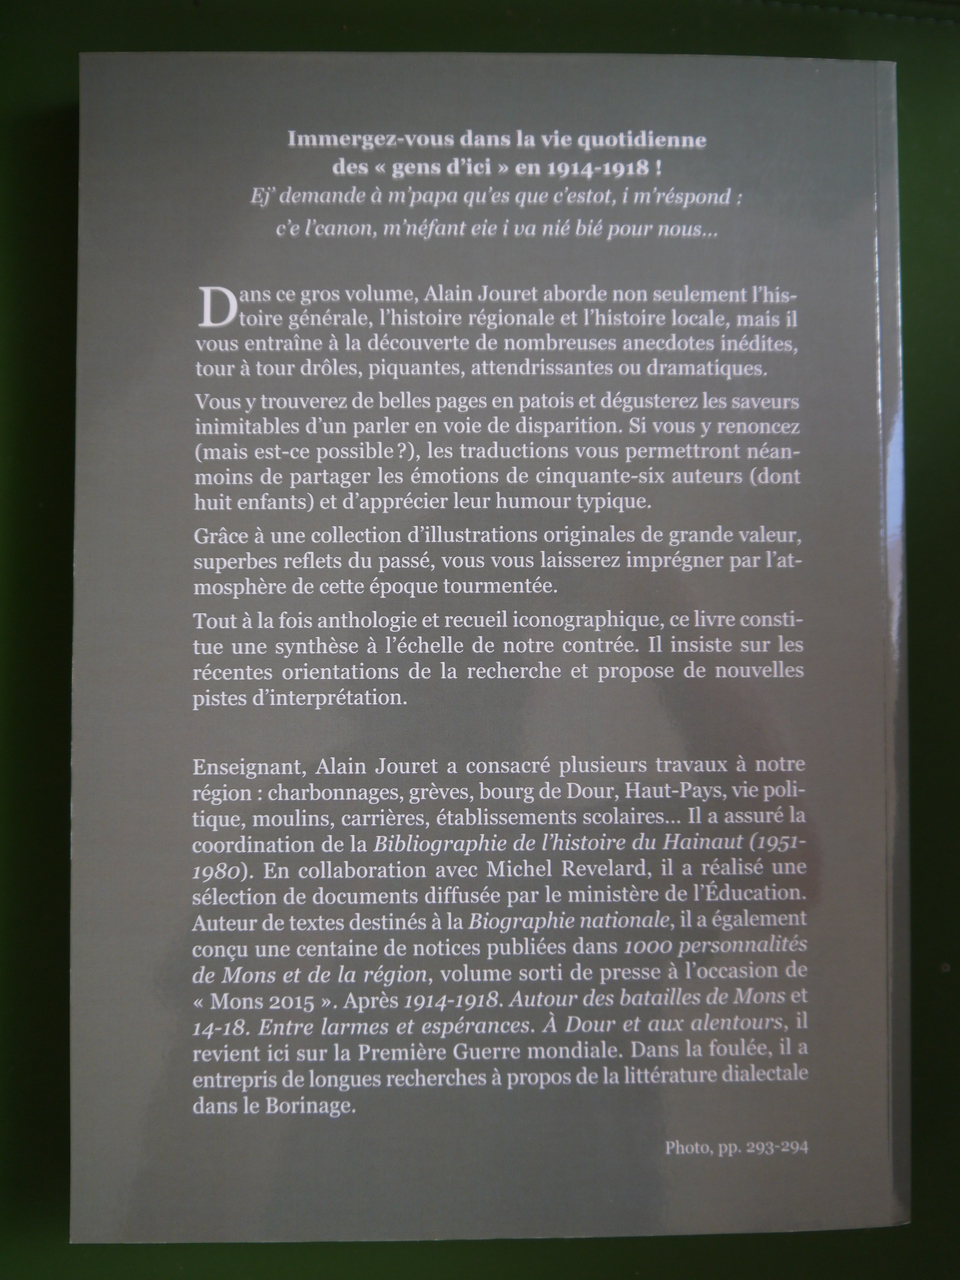 Immergez-vous dans la vie quotidienne
des « gens d'ici » en 1914-1918 !
Ej' demande à m'papa qu'es que c'estot, i m'réspond :
c'e l'canon, m'néfant eie i va nié bié pour nous...
Dans ce gros volume, Alain Jouret aborde non seulement l'his-
toire générale, l'histoire régionale et l'histoire locale, mais il
vous entraîne à la découverte de nombreuses anecdotes inédites,
tour à tour drôles, piquantes, attendrissantes ou dramatiques.
Vous y trouverez de belles pages en patois et dégusterez les saveurs
inimitables d'un parler en voie de disparition. Si vous y renoncez
(mais est-ce possible ?), les traductions vous permettront néan-
moins de partager les émotions de cinquante-six auteurs (dont
huit enfants) et d'apprécier leur humour typique.
Grâce à une collection d'illustrations originales de grande valeur,
superbes reflets du passé, vous vous laisserez imprégner par l'at-
mosphère de cette époque tourmentée.
Tout à la fois anthologie et recueil iconographique, ce livre consti-
tue une synthèse à l'échelle de notre contrée. Il insiste sur les
récentes orientations de la recherche et propose de nouvelles
pistes d'interprétation.
Enseignant, Alain Jouret a consacré plusieurs travaux à notre
région : charbonnages, grèves, bourg de Dour, Haut-Pays, vie poli-
tique, moulins, carrières, établissements scolaires... Il a assuré la
coordination de la Bibliographie de l'histoire du Hainaut (1951-
1980). En collaboration avec Michel Revelard, il a réalisé une
sélection de documents diffusée par le ministère de l'Éducation.
Auteur de textes destinés à la Biographie nationale, il a également
conçu une centaine de notices publiées dans 1000 personnalités
de Mons et de la région, volume sorti de presse à l'occasion de
« Mons 2015 ». Après 1914-1918. Autour des batailles de Mons et
14-18. Entre larmes et espérances. À Dour et aux alentours, il
revient ici sur la Première Guerre mondiale. Dans la foulée, il a
entrepris de longues recherches à propos de la littérature dialectale
dans le Borinage.
Photo, pp. 293-294